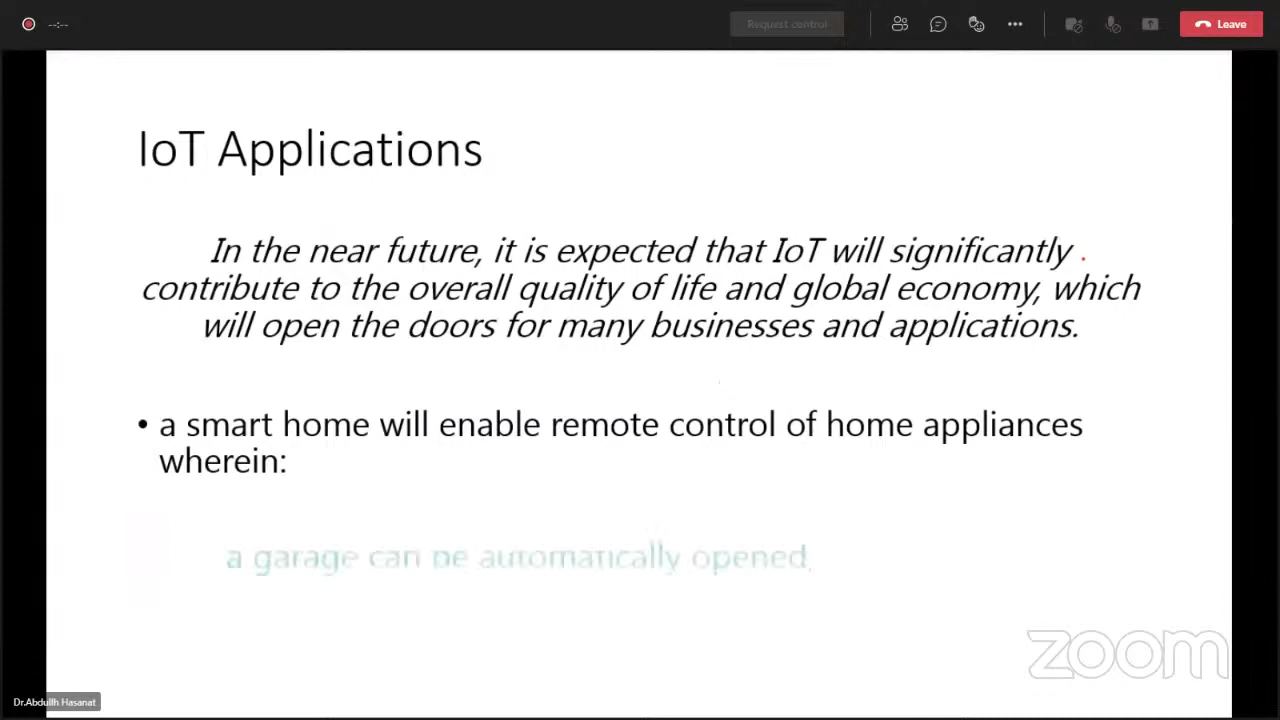 --:--
Request control
Leave
IoT Applications
In the near future, it is expected that IoT will significantly
contribute to the overall quality of life and global economy, which
will open the doors for many businesses and applications.
• a smart home will enable remote control of home appliances
wherein:
a garage can be automatically opened,
zoom
Dr.Abdullh Hasanat